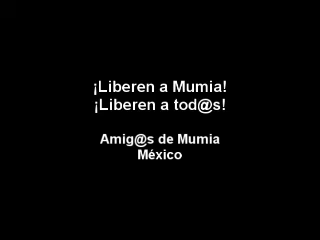 ¡Liberen a Mumia!
¡Liberen a tod@s!
Amig@s de Mumia
México